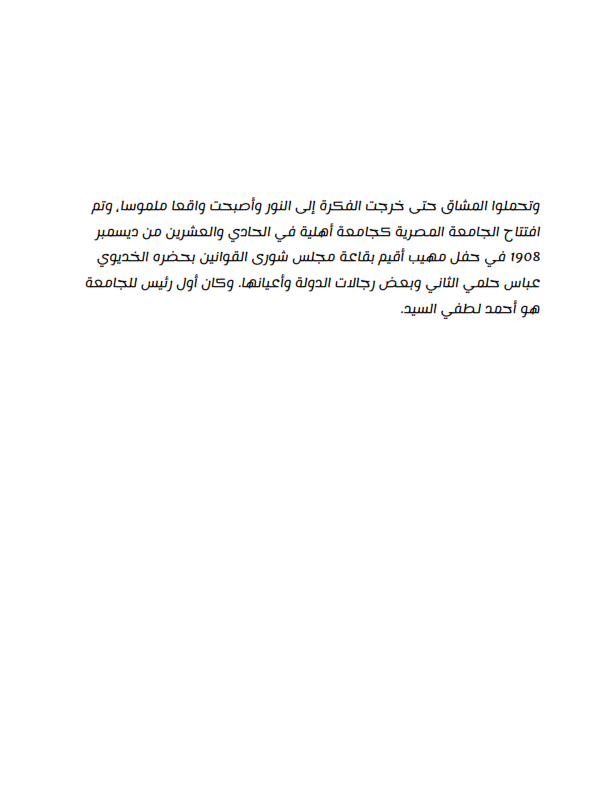 وتحملوا المشاق حتى خرجت الفكرة إلى النور وأصبحت واقعا ملموسا، وتم
افتتاح الجامعة المصرية كجامعة أهلية في الحادي والعشرين من ديسمبر
1908 في حفل مهيب أقيم بقاعة مجلس شورى القوانين بحضره الخديوي
عباس حلمي الثاني وبعض رجالات الدولة وأعيانها. وكان أول رئيس للجامعة
هو أحمد لطفي السيد.